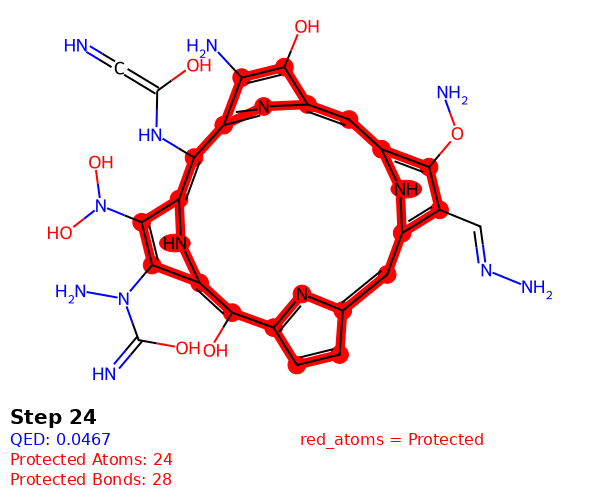 OH
H2N
HN
C
OH
NH2
N
HN
O
OH
NH
N
HO
HN
N
H2N
N
N
NH2
OH
OH
HN
Step 24
QED: 0.0467
Protected Atoms: 24
red_atoms = Protected
Protected Bonds: 28